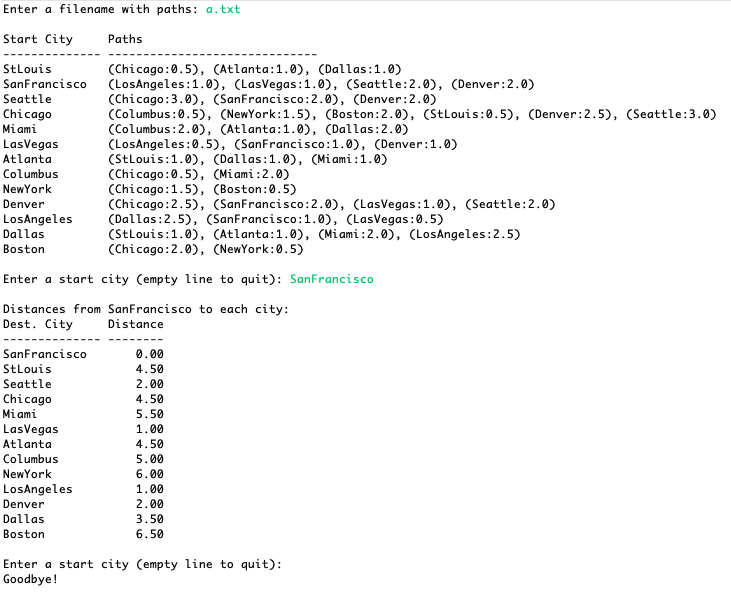 Enter a filename with paths: a.txt
Start City     Paths
-------------- ------------------------------
StLouis        (Chicago:0.5), (Atlanta:1.0), (Dallas:1.0)
SanFrancisco   (LosAngeles:1.0), (LasVegas:1.0), (Seattle:2.0), (Denver:2.0)
Seattle        (Chicago:3.0), (SanFrancisco:2.0), (Denver:2.0)
Chicago        (Columbus:0.5), (NewYork:1.5), (Boston:2.0), (StLouis:0.5), (Denver:2.5), (Seattle:3.0)
Miami          (Columbus:2.0), (Atlanta:1.0), (Dallas:2.0)
LasVegas       (LosAngeles:0.5), (SanFrancisco:1.0), (Denver:1.0)
Atlanta        (StLouis:1.0), (Dallas:1.0), (Miami:1.0)
Columbus       (Chicago:0.5), (Miami:2.0)
NewYork        (Chicago:1.5), (Boston:0.5)
Denver         (Chicago:2.5), (SanFrancisco:2.0), (LasVegas:1.0), (Seattle:2.0)
LosAngeles     (Dallas:2.5), (SanFrancisco:1.0), (LasVegas:0.5)
Dallas         (StLouis:1.0), (Atlanta:1.0), (Miami:2.0), (LosAngeles:2.5)
Boston         (Chicago:2.0), (NewYork:0.5)
Enter a start city (empty line to quit): SanFrancisco
Distances from SanFrancisco to each city:
Dest. City     Distance
-------------- --------
SanFrancisco       0.00
StLouis            4.50
Seattle            2.00
Chicago            4.50
Miami              5.50
LasVegas           1.00
Atlanta            4.50
Columbus           5.00
NewYork            6.00
LosAngeles         1.00
Denver             2.00
Dallas             3.50
Boston             6.50
Enter a start city (empty line to quit):
Goodbye!